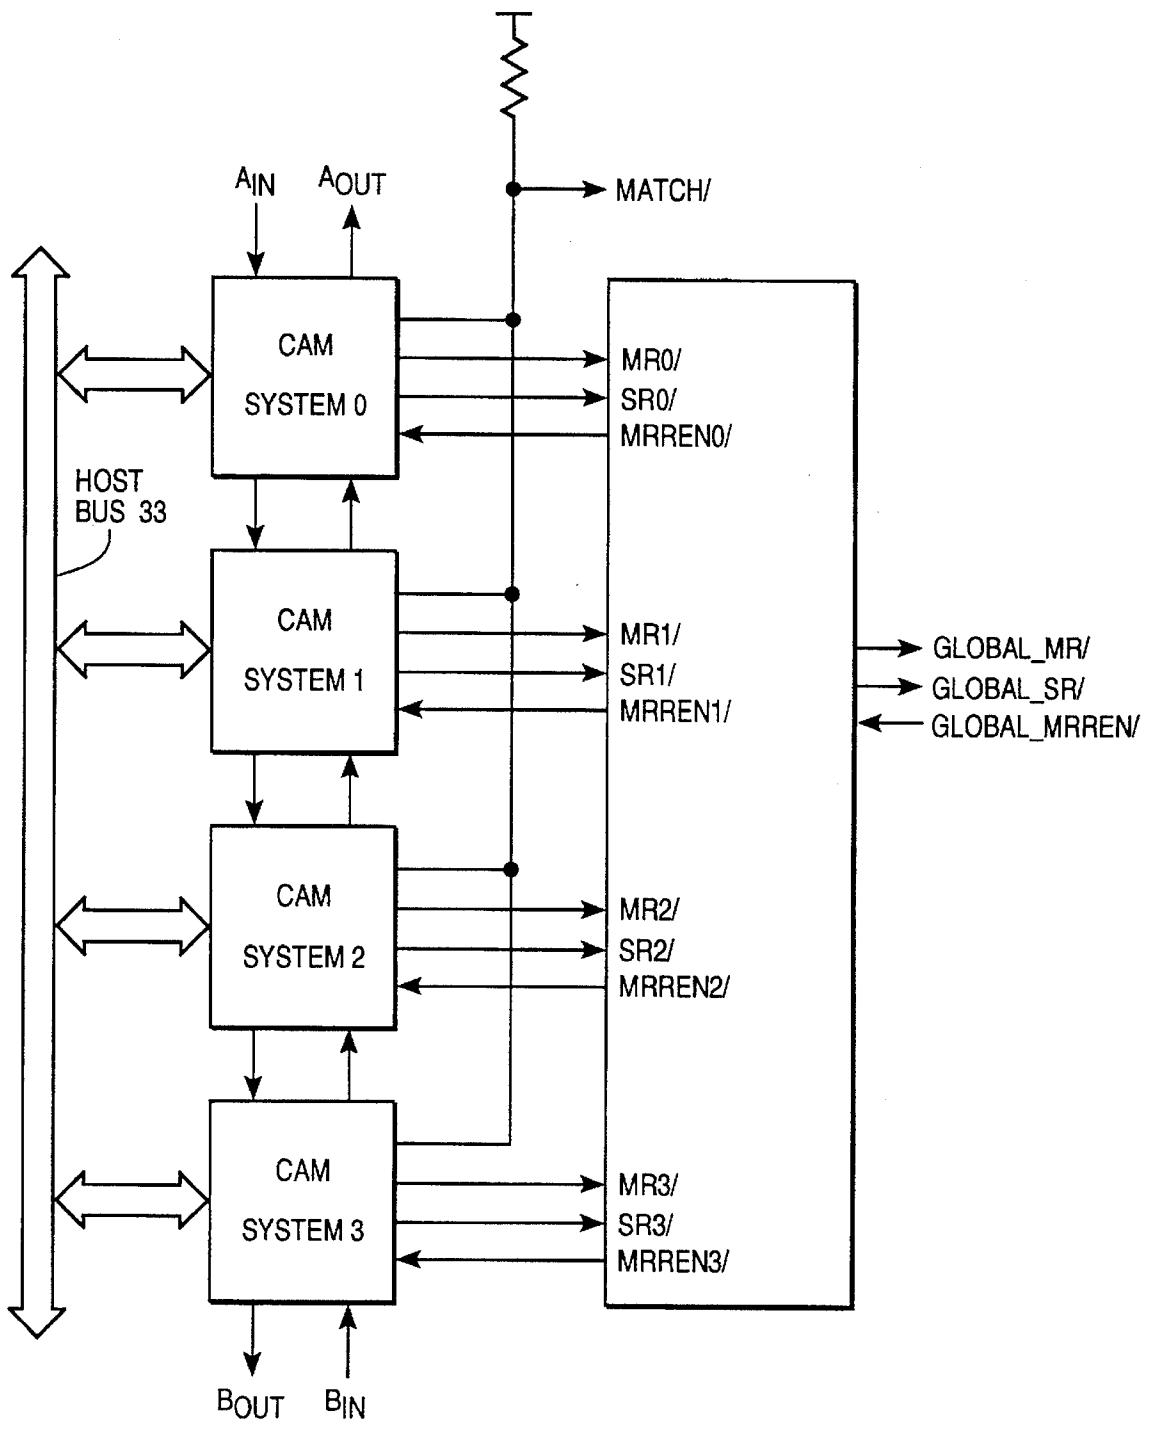 AIN
AOUT
MATCH/
CAM
SYSTEM 0
MR0/
SR0/
MRREN0/
HOST
BUS 33
CAM
SYSTEM 1
MR1/
SR1/
MRREN1/
GLOBAL_MR/
GLOBAL_SR/
GLOBAL_MRREN/
CAM
SYSTEM 2
MR2/
SR2/
MRREN2/
CAM
SYSTEM 3
MR3/
SR3/
MRREN3/
BOUT
BIN